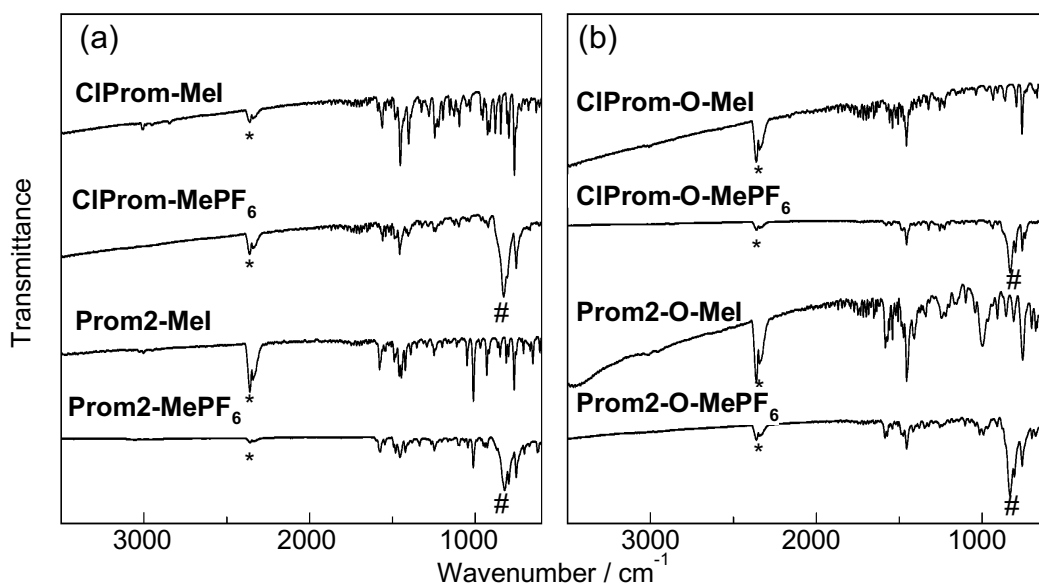 (a)
ClProm-MeI
*
ClProm-MePF6
*
#
Prom2-MeI
*
Prom2-MePF6
*
#
(b)
ClProm-O-MeI
*
ClProm-O-MePF6
*
#
Prom2-O-MeI
*
Prom2-O-MePF6
*
#
Transmittance
3000 2000 1000
3000 2000 1000
Wavenumber / cm-1